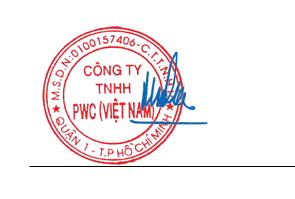 M.S.D.N:0100157406-C.T.T.N.H
CÔNG TY
TNHH
PWC (VIỆT NAM)
★ QUẬN 1 - T.P HỒ CHÍ MINH ★